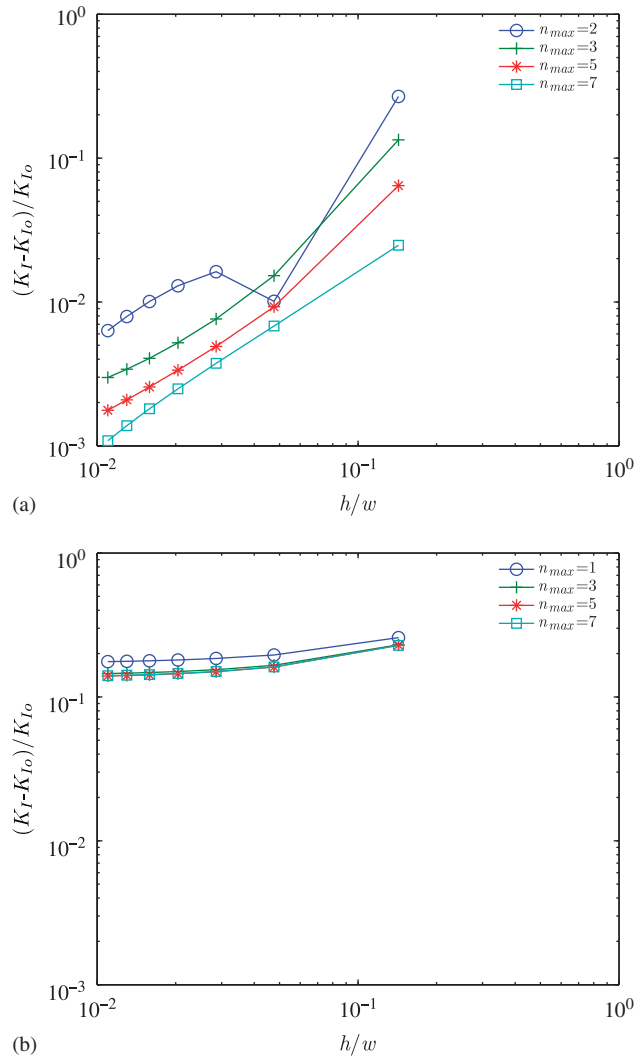 10^0
n_max=2
n_max=3
n_max=5
n_max=7
10^-1
(K_I-K_Io)/K_Io
10^-2
10^-3
10^-2 10^-1 10^0
(a) h/w
10^0
n_max=1
n_max=3
n_max=5
n_max=7
10^-1
(K_I-K_Io)/K_Io
10^-2
10^-3
10^-2 10^-1 10^0
(b) h/w